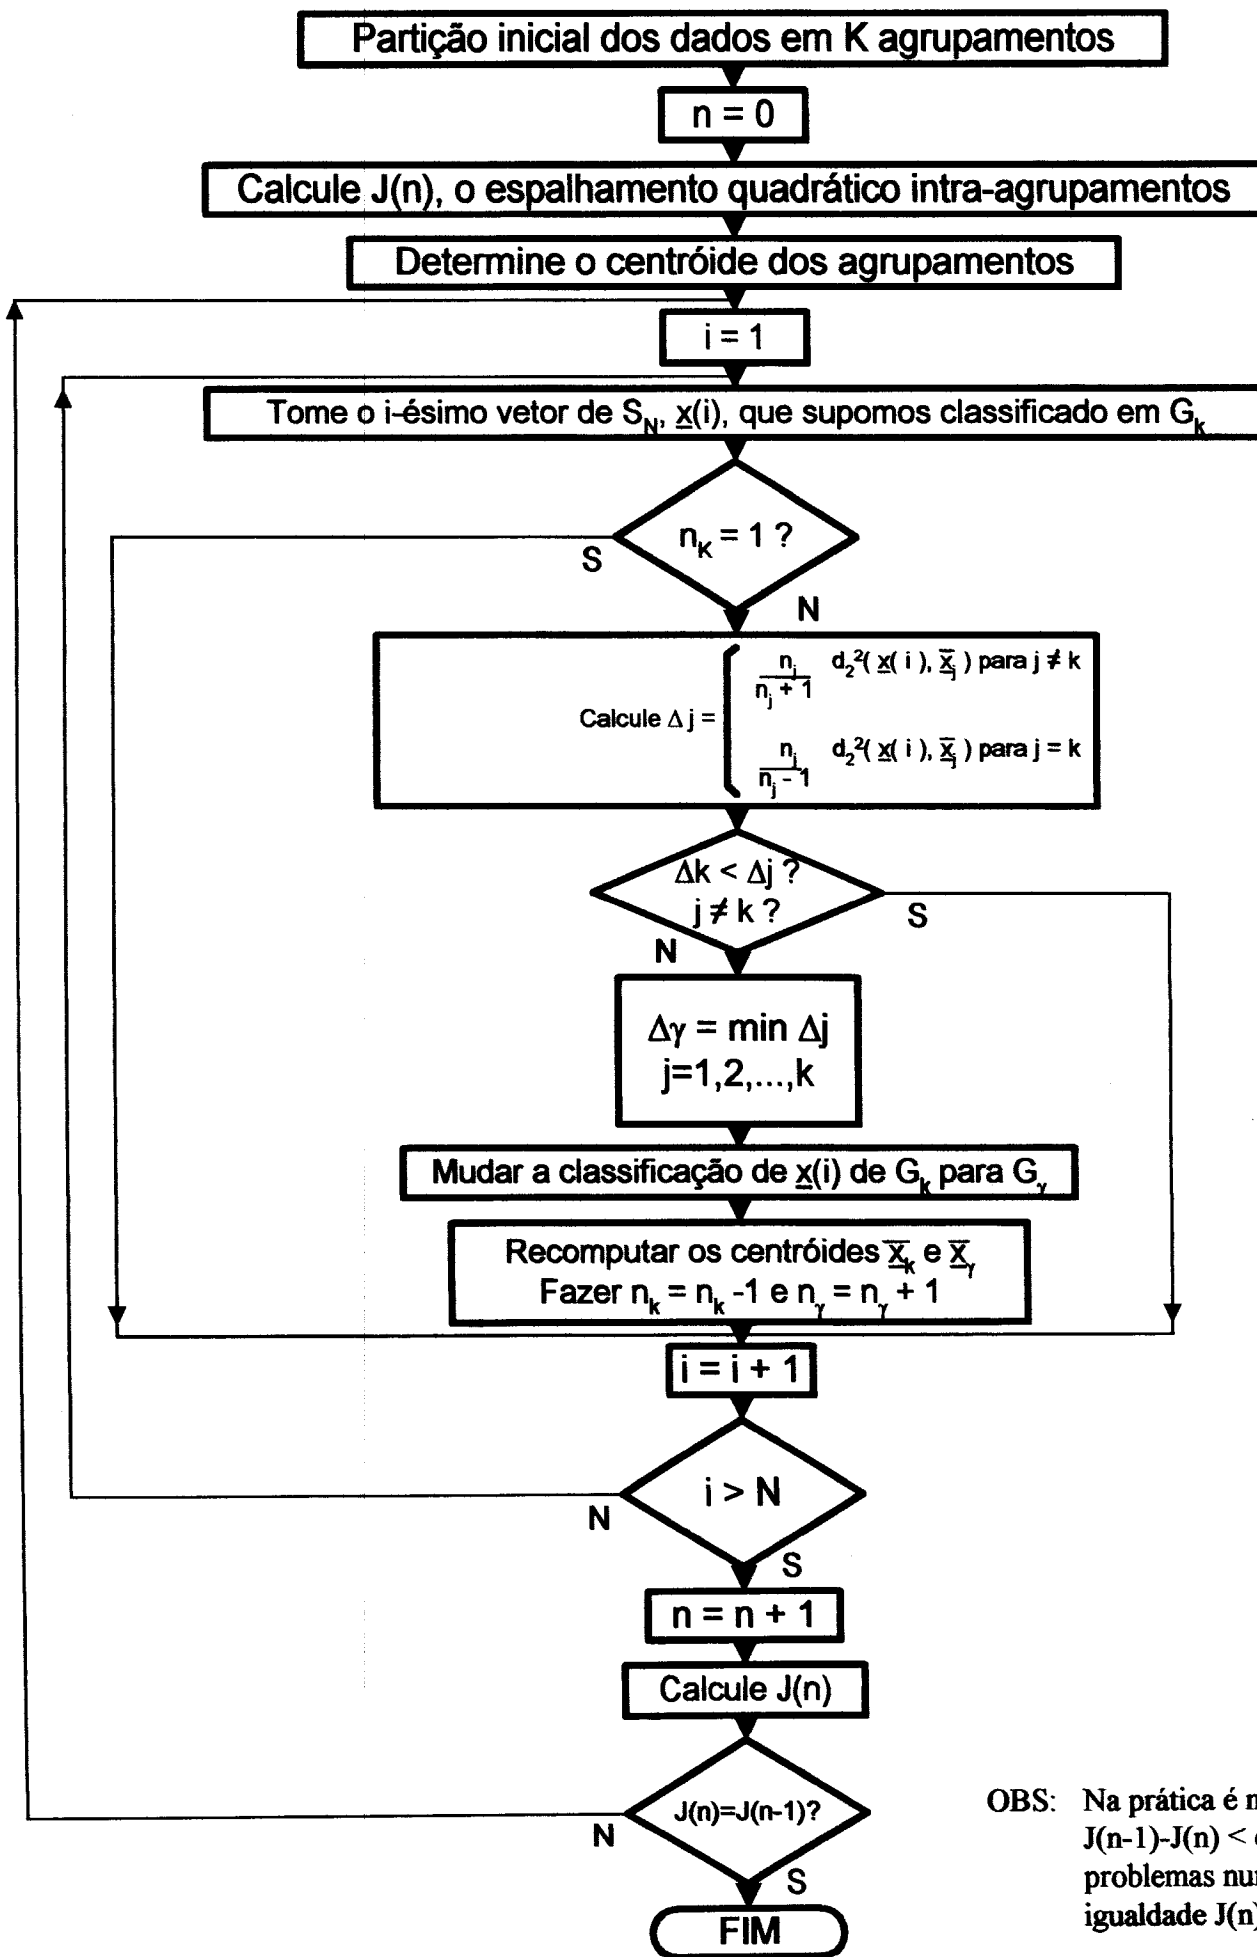 Partição inicial dos dados em K agrupamentos
n = 0
Calcule J(n), o espalhamento quadrático intra-agrupamentos
Determine o centróide dos agrupamentos
i = 1
Tome o i-ésimo vetor de S_N, x(i), que supomos classificado em G_k
n_K = 1 ?
S
N
n_j / n_j + 1 d_2²( x( i ), x̄_j ) para j ≠ k
Calcule Δ j =
n_j / n_j - 1 d_2²( x( i ), x̄_j ) para j = k
Δk < Δj ?
j ≠ k ?
S
N
Δγ = min Δj
j=1,2,...,k
Mudar a classificação de x(i) de G_k para G_γ
Recomputar os centróides x̄_k e x̄_γ
Fazer n_k = n_k -1 e n_γ = n_γ + 1
i = i + 1
i > N
N
S
n = n + 1
Calcule J(n)
J(n)=J(n-1)?
N
S
FIM
OBS: Na prática é
J(n-1)-J(n) <
problemas
igualdade J(n)